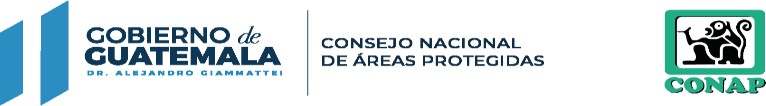 GOBIERNO de
GUATEMALA
DR. ALEJANDRO GIAMMATTEI
CONSEJO NACIONAL
DE ÁREAS PROTEGIDAS
CONAP